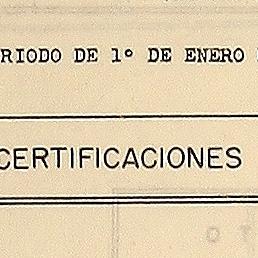 RIODO DE 1º DE ENERO
CERTIFICACIONES